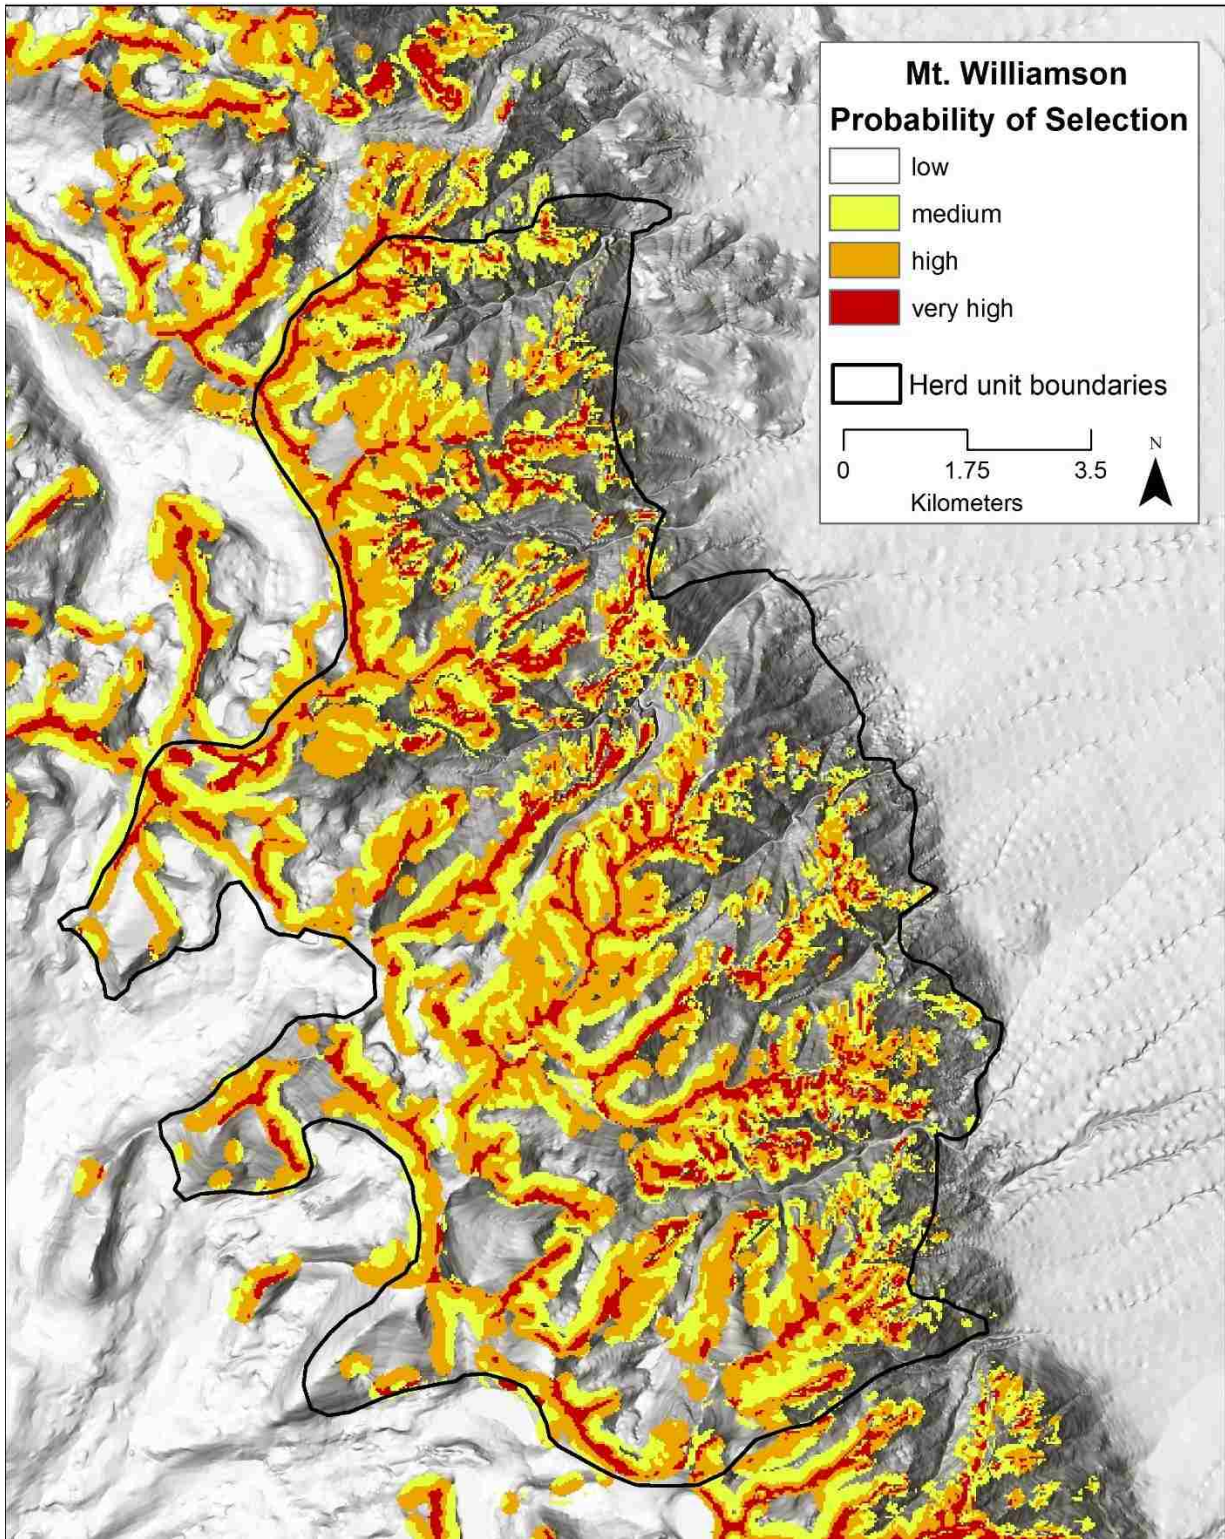 Mt. Williamson
Probability of Selection
low
medium
high
very high
Herd unit boundaries
N
0 1.75 3.5
Kilometers